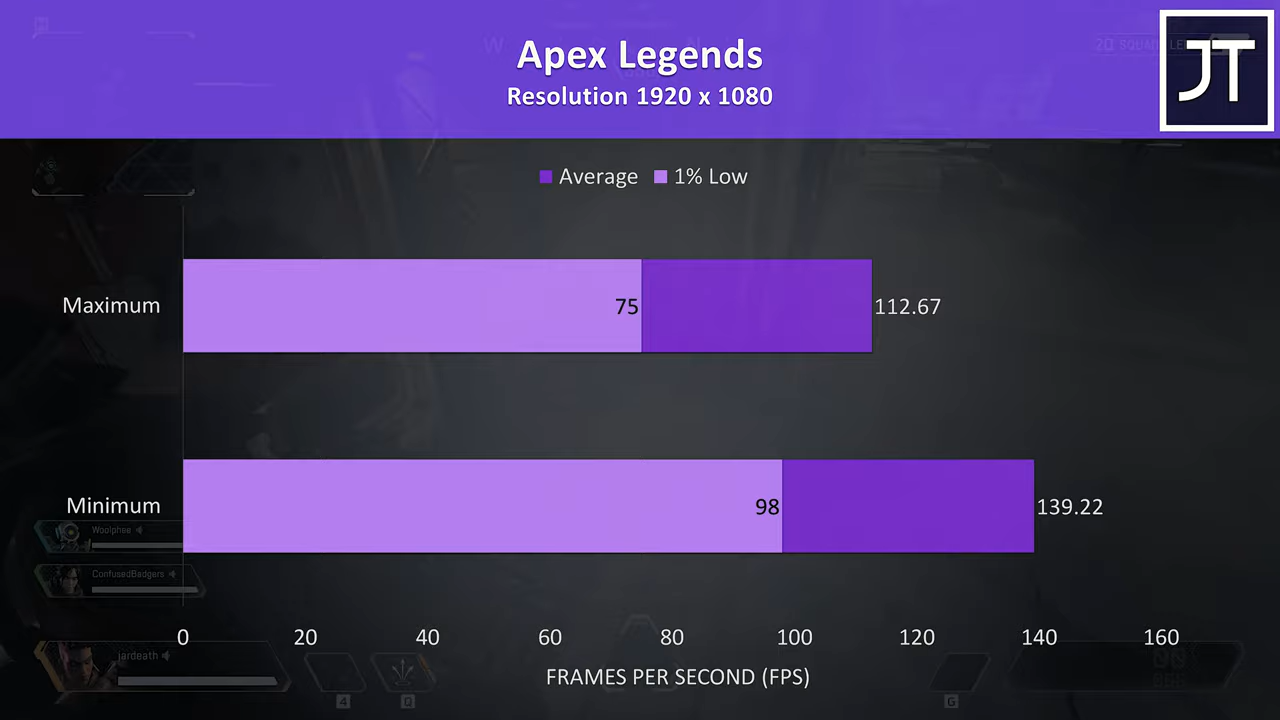 Apex Legends
Resolution 1920 x 1080
JT
Average 1% Low
Maximum 75 112.67
Minimum 98 139.22
Woolphee
ConfusedBadgers
0 20 40 60 80 100 120 140 160
jardeath
FRAMES PER SECOND (FPS)
4 Q G